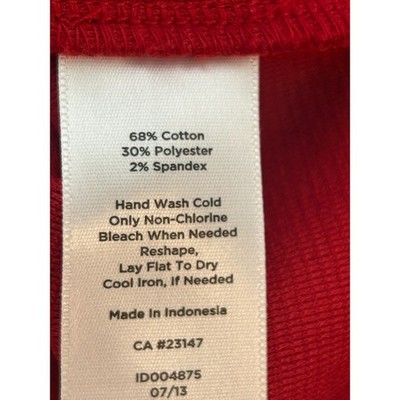 68% Cotton
30% Polyester
2% Spandex
Hand Wash Cold
Only Non-Chlorine
Bleach When Needed
Reshape,
Lay Flat To Dry
Cool Iron, If Needed
Made In Indonesia
CA #23147
ID004875
07/13